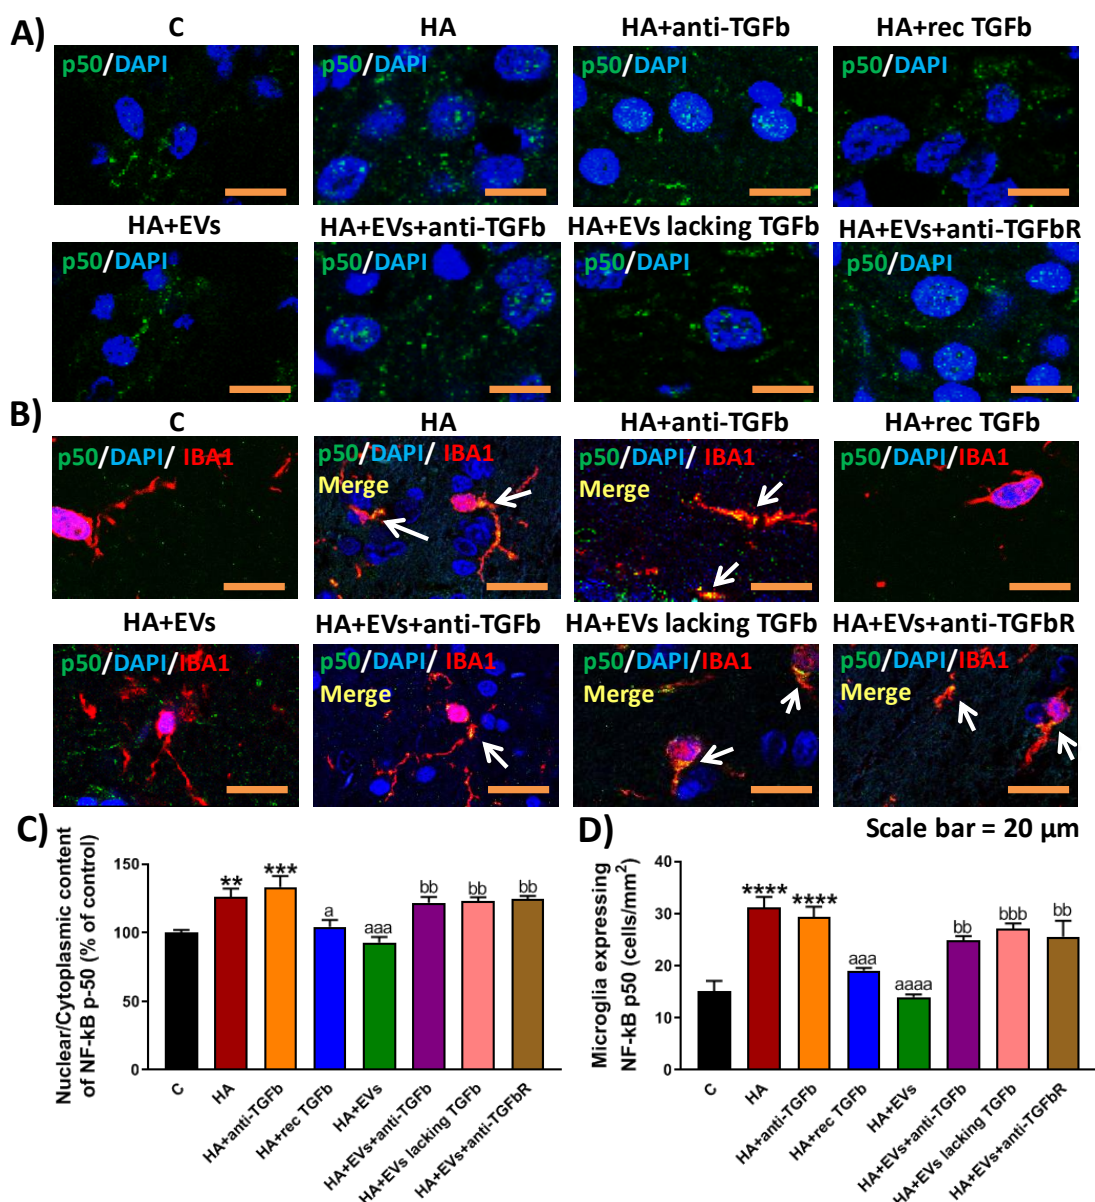 A)
C HA HA+anti-TGFb HA+rec TGFb
p50/DAPI p50/DAPI p50/DAPI p50/DAPI
HA+EVs HA+EVs+anti-TGFb HA+EVs lacking TGFb HA+EVs+anti-TGFbR
p50/DAPI p50/DAPI p50/DAPI p50/DAPI
B)
C HA HA+anti-TGFb HA+rec TGFb
p50/DAPI/ IBA1 p50/DAPI/ IBA1 p50/DAPI/ IBA1 p50/DAPI/IBA1
Merge Merge
HA+EVs HA+EVs+anti-TGFb HA+EVs lacking TGFb HA+EVs+anti-TGFbR
p50/DAPI/IBA1 p50/DAPI/ IBA1 p50/DAPI/ IBA1 p50/DAPI/IBA1
Merge Merge Merge
Scale bar = 20 µm
C)
Nuclear/Cytoplasmic content
of NF-kB p-50 (% of control)
150
100
50
0
** *** a aaa bb bb bb
C
HA
HA+anti-TGFb
HA+rec TGFb
HA+EVs
HA+EVs+anti-TGFb
HA+EVs lacking TGFb
HA+EVs+anti-TGFbR
D)
Microglia expressing
NF-kB p50 (cells/mm²)
40
30
20
10
0
**** **** aaa aaaa bb bbb bb
C
HA
HA+anti-TGFb
HA+rec TGFb
HA+EVs
HA+EVs+anti-TGFb
HA+EVs lacking TGFb
HA+EVs+anti-TGFbR